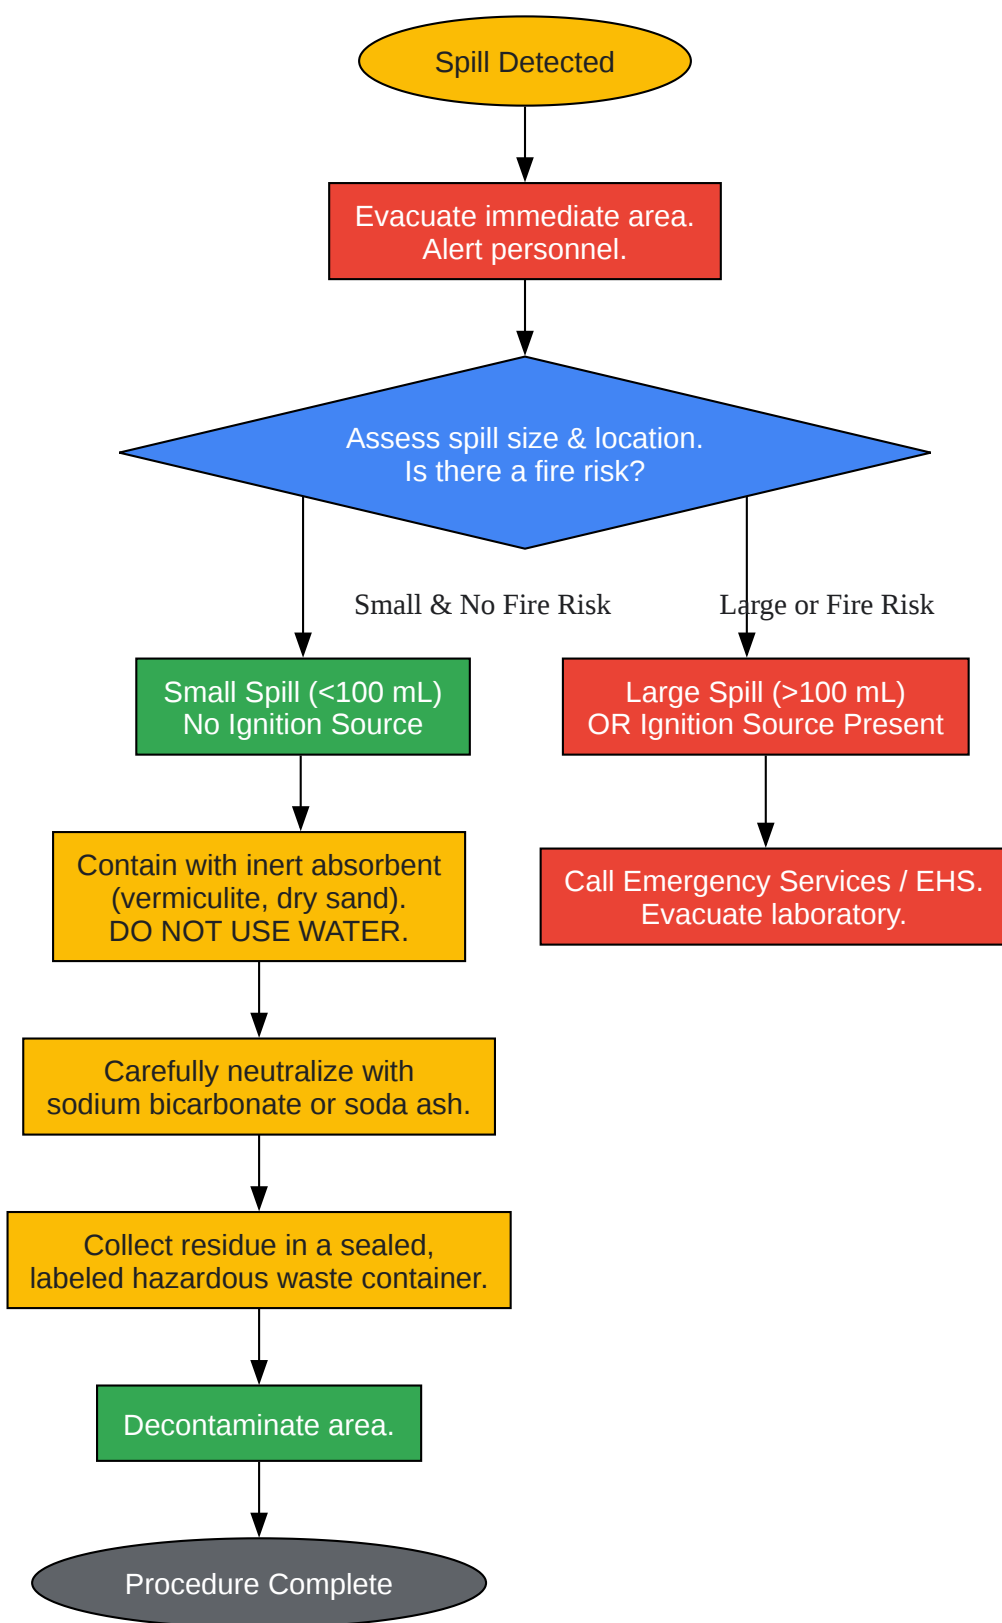 Spill Detected
Evacuate immediate area.
Alert personnel.
Assess spill size & location.
Is there a fire risk?
Small & No Fire Risk
Large or Fire Risk
Small Spill (<100 mL)
No Ignition Source
Large Spill (>100 mL)
OR Ignition Source Present
Contain with inert absorbent
(vermiculite, dry sand).
DO NOT USE WATER.
Call Emergency Services / EHS.
Evacuate laboratory.
Carefully neutralize with
sodium bicarbonate or soda ash.
Collect residue in a sealed,
labeled hazardous waste container.
Decontaminate area.
Procedure Complete